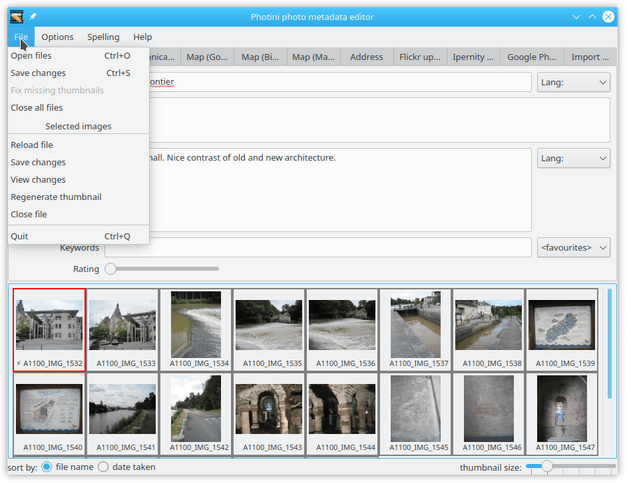 Photini photo metadata editor
File Options Spelling Help
Open files Ctrl+O
Save changes Ctrl+S
Fix missing thumbnails
Close all files
Selected images
Reload file
Save changes
View changes
Regenerate thumbnail
Close file
Quit Ctrl+Q
Map (Go... Map (Bi... Map (Ma... Address Flickr up... Ipernity ... Google Ph... Import ...
Lang:
. Nice contrast of old and new architecture.
Lang:
Keywords <favourites>
Rating
⚡ A1100_IMG_1532 A1100_IMG_1533 A1100_IMG_1534 A1100_IMG_1535 A1100_IMG_1536 A1100_IMG_1537 A1100_IMG_1538 A1100_IMG_1539
A1100_IMG_1540 A1100_IMG_1541 A1100_IMG_1542 A1100_IMG_1543 A1100_IMG_1544 A1100_IMG_1545 A1100_IMG_1546 A1100_IMG_1547
sort by: file name date taken thumbnail size: